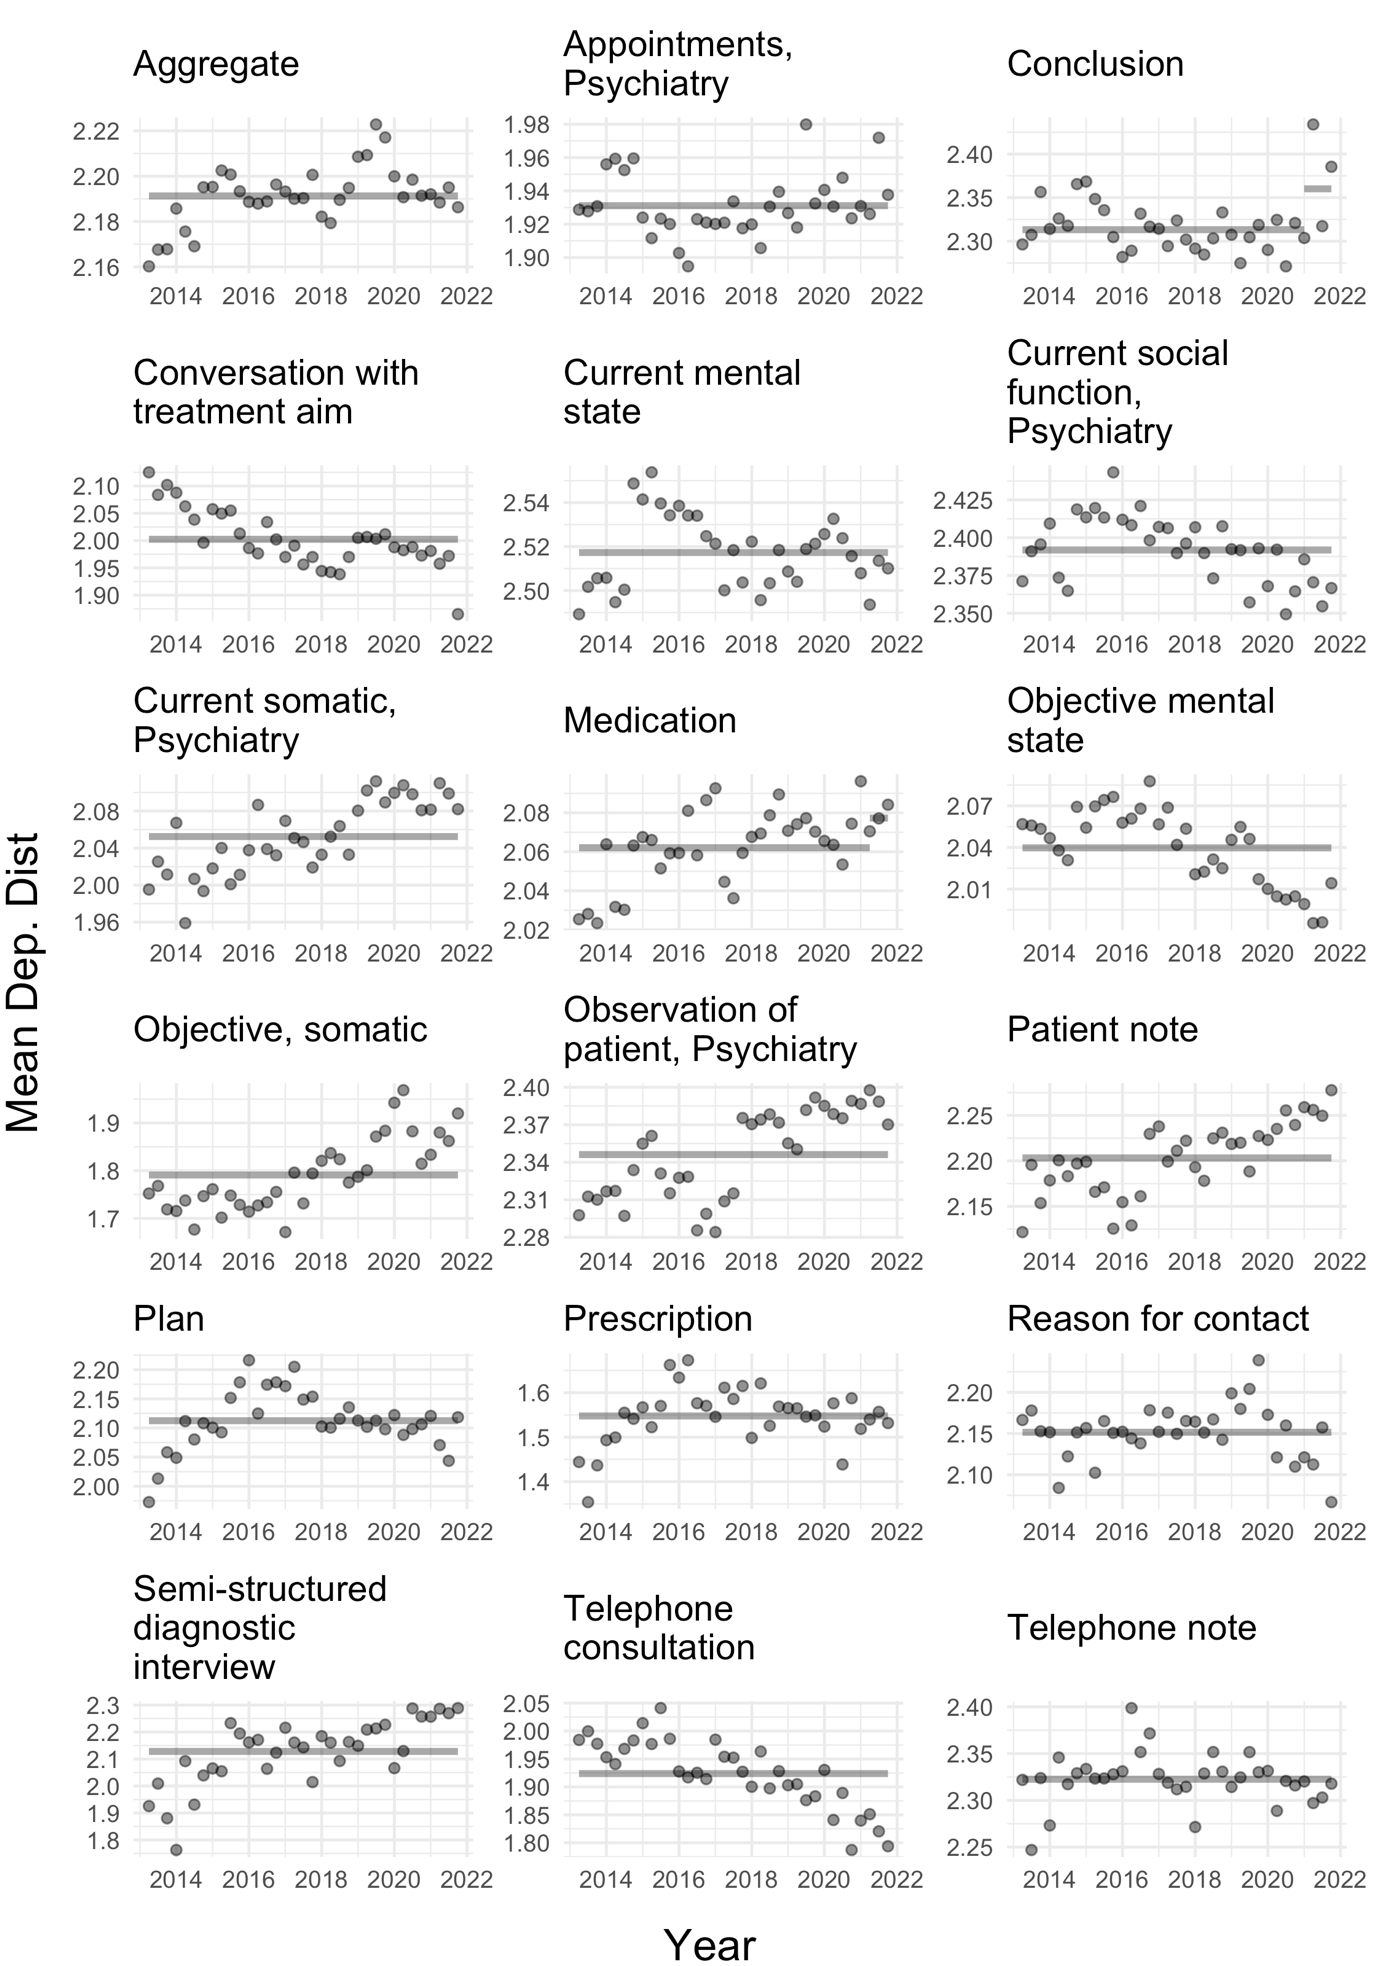 Aggregate
2.22
2.20
2.18
2.16
2014 2016 2018 2020 2022
Appointments,
Psychiatry
1.98
1.96
1.94
1.92
1.90
2014 2016 2018 2020 2022
Conclusion
2.40
2.35
2.30
2014 2016 2018 2020 2022
Conversation with
treatment aim
2.10
2.05
2.00
1.95
1.90
2014 2016 2018 2020 2022
Current mental
state
2.54
2.52
2.50
2014 2016 2018 2020 2022
Current social
function,
Psychiatry
2.425
2.400
2.375
2.350
2014 2016 2018 2020 2022
Current somatic,
Psychiatry
2.08
2.04
2.00
1.96
2014 2016 2018 2020 2022
Medication
2.08
2.06
2.04
2.02
2014 2016 2018 2020 2022
Objective mental
state
2.07
2.04
2.01
2014 2016 2018 2020 2022
Mean Dep. Dist
Objective, somatic
1.9
1.8
1.7
2014 2016 2018 2020 2022
Observation of
patient, Psychiatry
2.40
2.37
2.34
2.31
2.28
2014 2016 2018 2020 2022
Patient note
2.25
2.20
2.15
2014 2016 2018 2020 2022
Plan
2.20
2.15
2.10
2.05
2.00
2014 2016 2018 2020 2022
Prescription
1.6
1.5
1.4
2014 2016 2018 2020 2022
Reason for contact
2.20
2.15
2.10
2014 2016 2018 2020 2022
Semi-structured
diagnostic
interview
2.3
2.2
2.1
2.0
1.9
1.8
2014 2016 2018 2020 2022
Telephone
consultation
2.05
2.00
1.95
1.90
1.85
1.80
2014 2016 2018 2020 2022
Telephone note
2.40
2.35
2.30
2.25
2014 2016 2018 2020 2022
Year